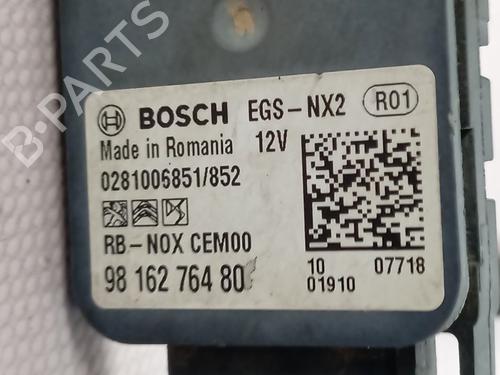 B-PARTS
BOSCH EGS-NX2 R01
Made in Romania 12V
0281006851/852
RB-NOX CEM00
98 162 764 80
10 07718
01910